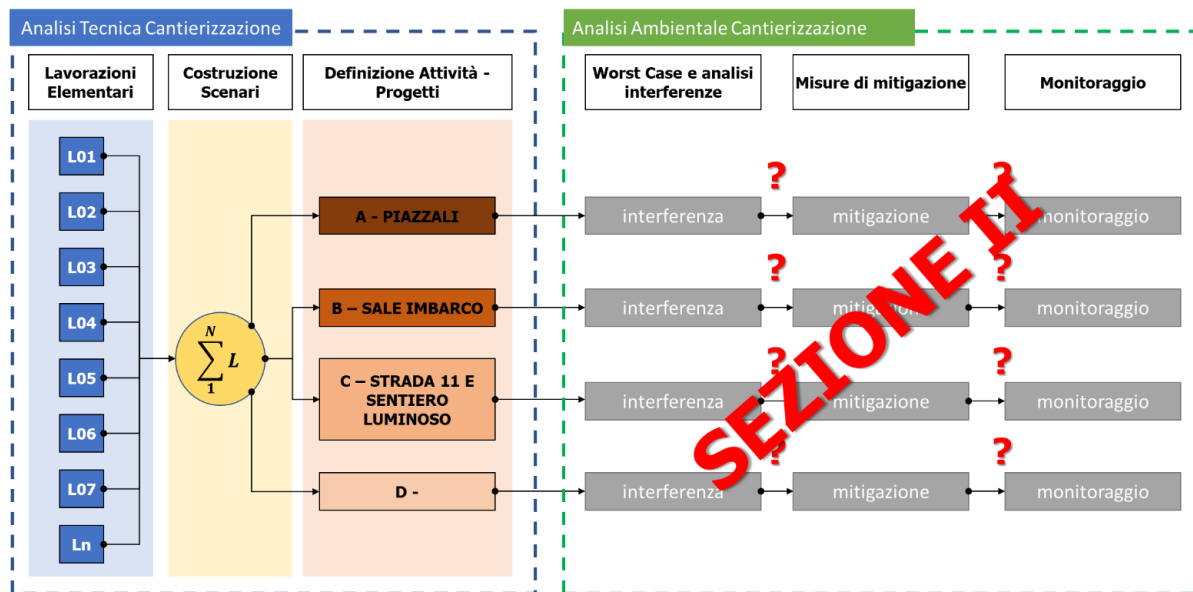 Analisi Tecnica Cantierizzazione
Analisi Ambientale Cantierizzazione
Lavorazioni
Elementari
Costruzione
Scenari
Definizione Attività -
Progetti
Worst Case e analisi
interferenze
Misure di mitigazione
Monitoraggio
L01
L02
L03
L04
L05
L06
L07
Ln
N
∑ L
1
A - PIAZZALI
B – SALE IMBARCO
C – STRADA 11 E
SENTIERO
LUMINOSO
D -
?
?
interferenza
mitigazione
monitoraggio
?
?
interferenza
mitigazione
monitoraggio
?
?
interferenza
mitigazione
monitoraggio
?
?
interferenza
mitigazione
monitoraggio
SEZIONE II